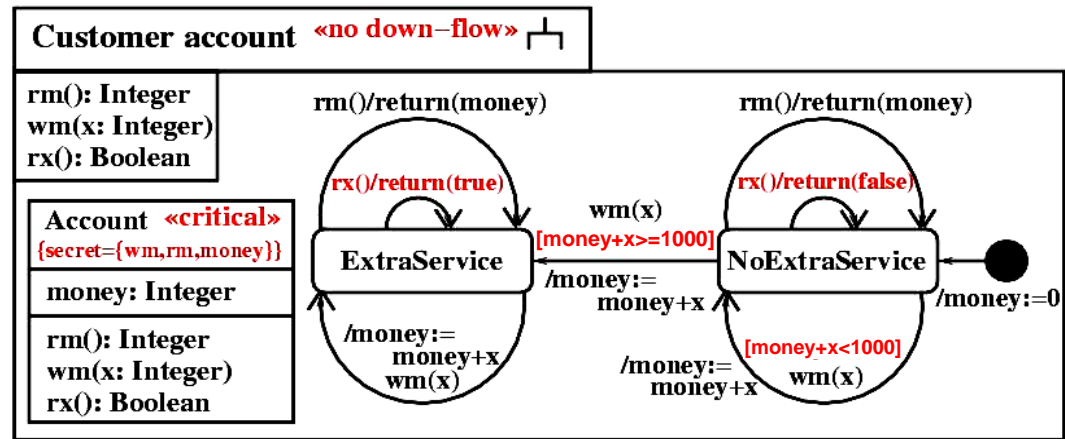 Customer account «no down–flow»
rm(): Integer
wm(x: Integer)
rx(): Boolean
Account «critical»
{secret={wm,rm,money}}
money: Integer
rm(): Integer
wm(x: Integer)
rx(): Boolean
rm()/return(money)
rx()/return(true)
ExtraService
/money:=
money+x
wm(x)
wm(x)
[money+x>=1000]
/money:=
money+x
rm()/return(money)
rx()/return(false)
NoExtraService
[money+x<1000]
wm(x)
/money:=
money+x
/money:=0